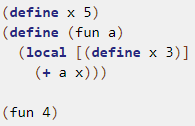 (define x 5)
(define (fun a)
  (local [(define x 3)]
    (+ a x)))

(fun 4)